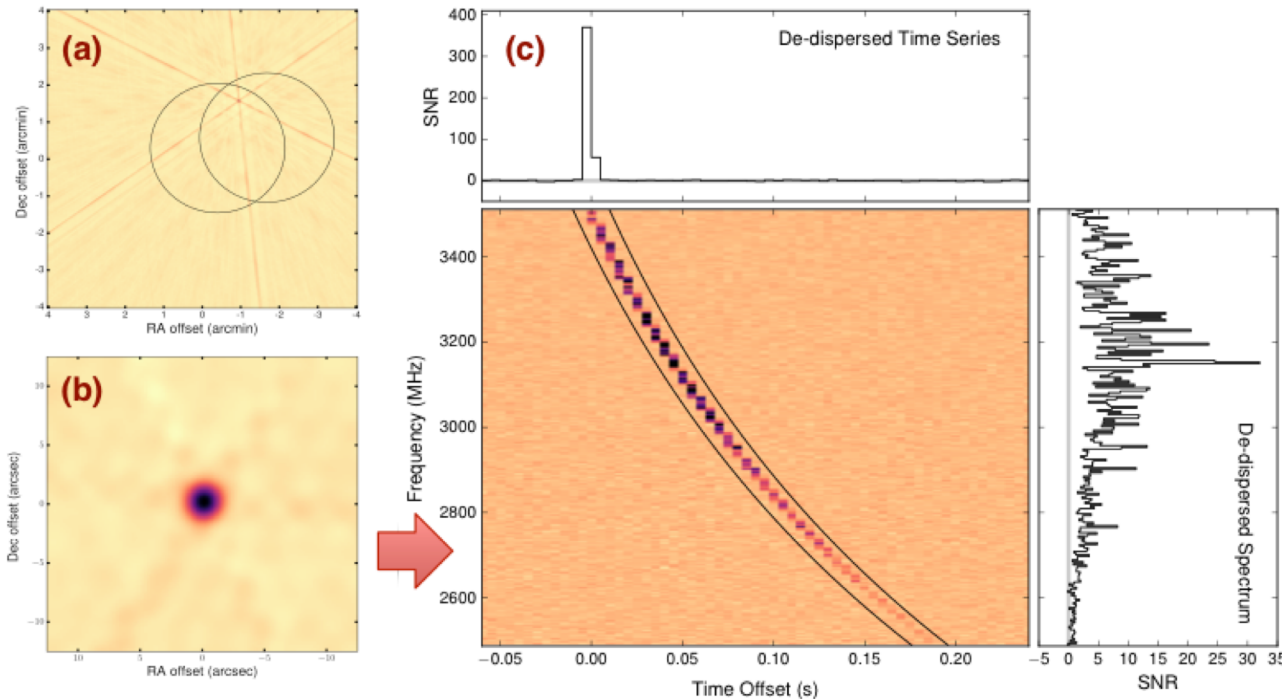 (a)
4
3
2
1
0
-1
-2
-3
-4
Dec offset (arcmin)
4 3 2 1 0 -1 -2 -3 -4
RA offset (arcmin)
(b)
10
5
0
−5
−10
Dec offset (arcsec)
10 5 0 −5 −10
RA offset (arcsec)
(c)
De-dispersed Time Series
400
300
200
100
0
SNR
3400
3200
3000
2800
2600
Frequency (MHz)
−0.05 0.00 0.05 0.10 0.15 0.20
Time Offset (s)
De-dispersed Spectrum
−5 0 5 10 15 20 25 30 35
SNR